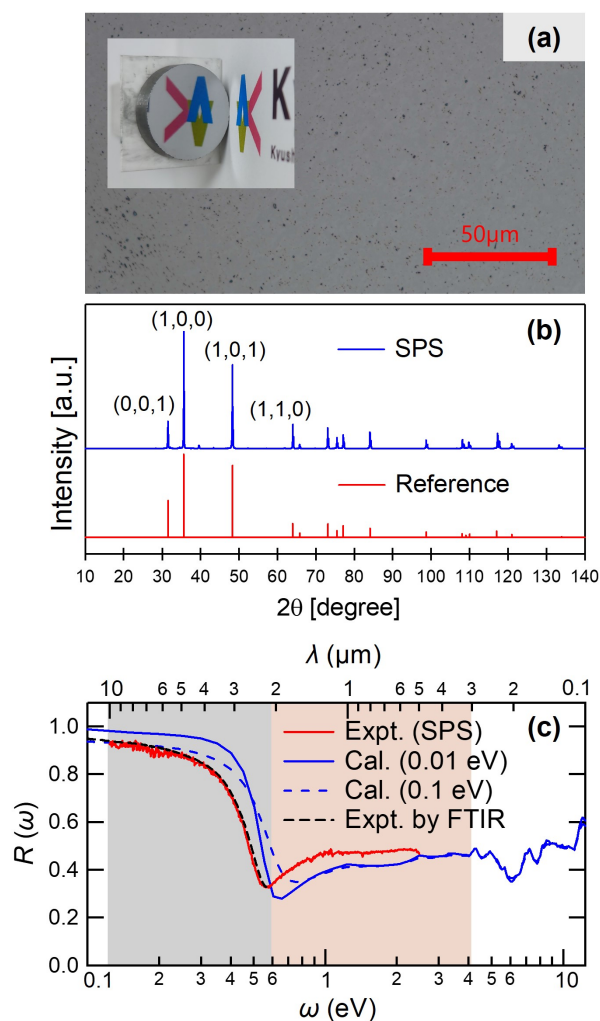 (a)
K
Kyush
50μm
(b)
(1,0,0)
(1,0,1)
(0,0,1)
(1,1,0)
SPS
Reference
Intensity [a.u.]
10 20 30 40 50 60 70 80 90 100 110 120 130 140
2θ [degree]
λ (μm)
10 6 5 4 3 2 1 6 5 4 3 2 0.1
(c)
Expt. (SPS)
Cal. (0.01 eV)
Cal. (0.1 eV)
Expt. by FTIR
R (ω)
1.0
0.8
0.6
0.4
0.2
0.0
0.1 2 3 4 5 6 1 2 3 4 5 6 10
ω (eV)